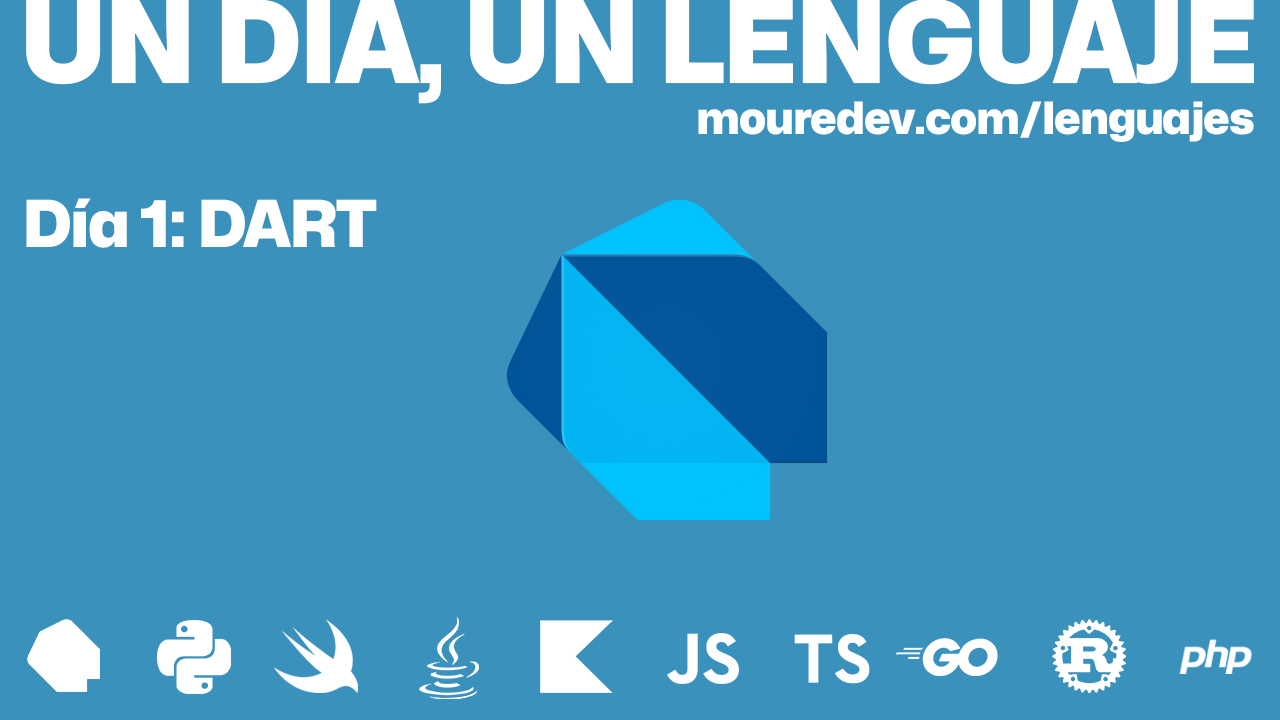 UN DÍA, UN LENGUAJE
mouredev.com/lenguajes
Día 1: DART
JS TS GO R php